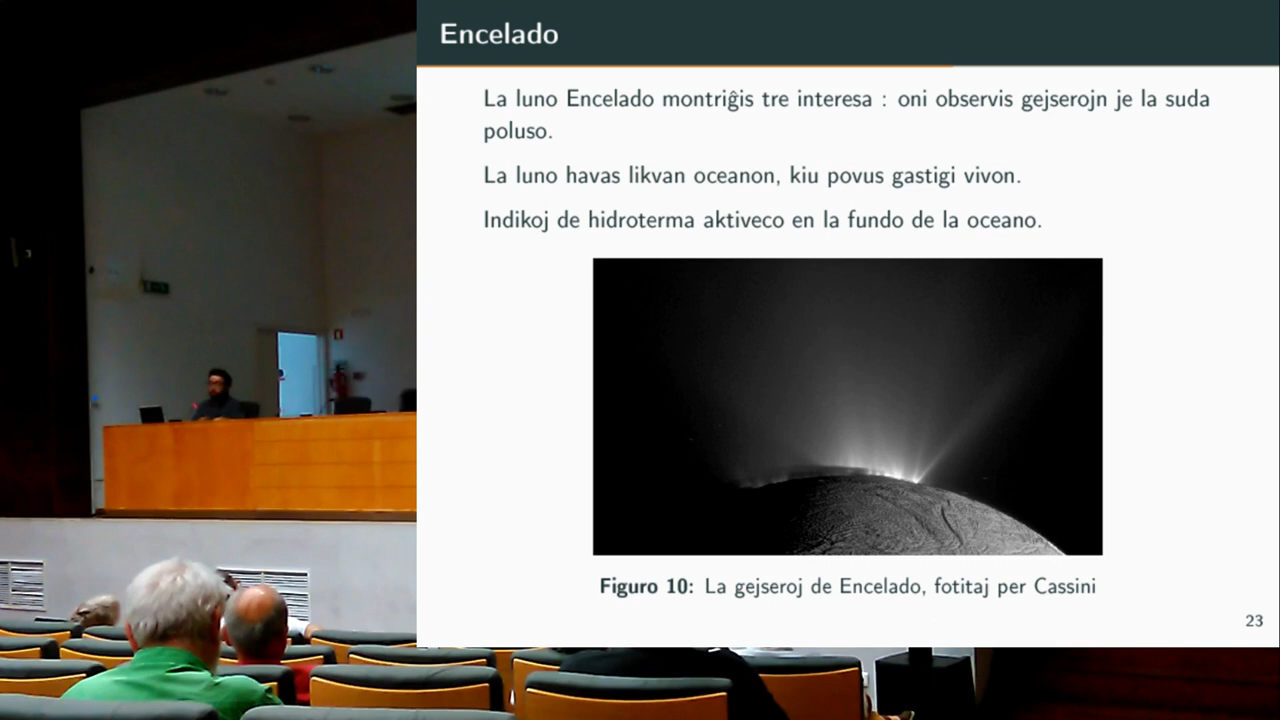 Encelado
La luno Encelado montriĝis tre interesa : oni observis gejserojn je la suda
poluso.
La luno havas likvan oceanon, kiu povus gastigi vivon.
Indikoj de hidroterma aktiveco en la fundo de la oceano.
Figuro 10: La gejseroj de Encelado, fotitaj per Cassini
23